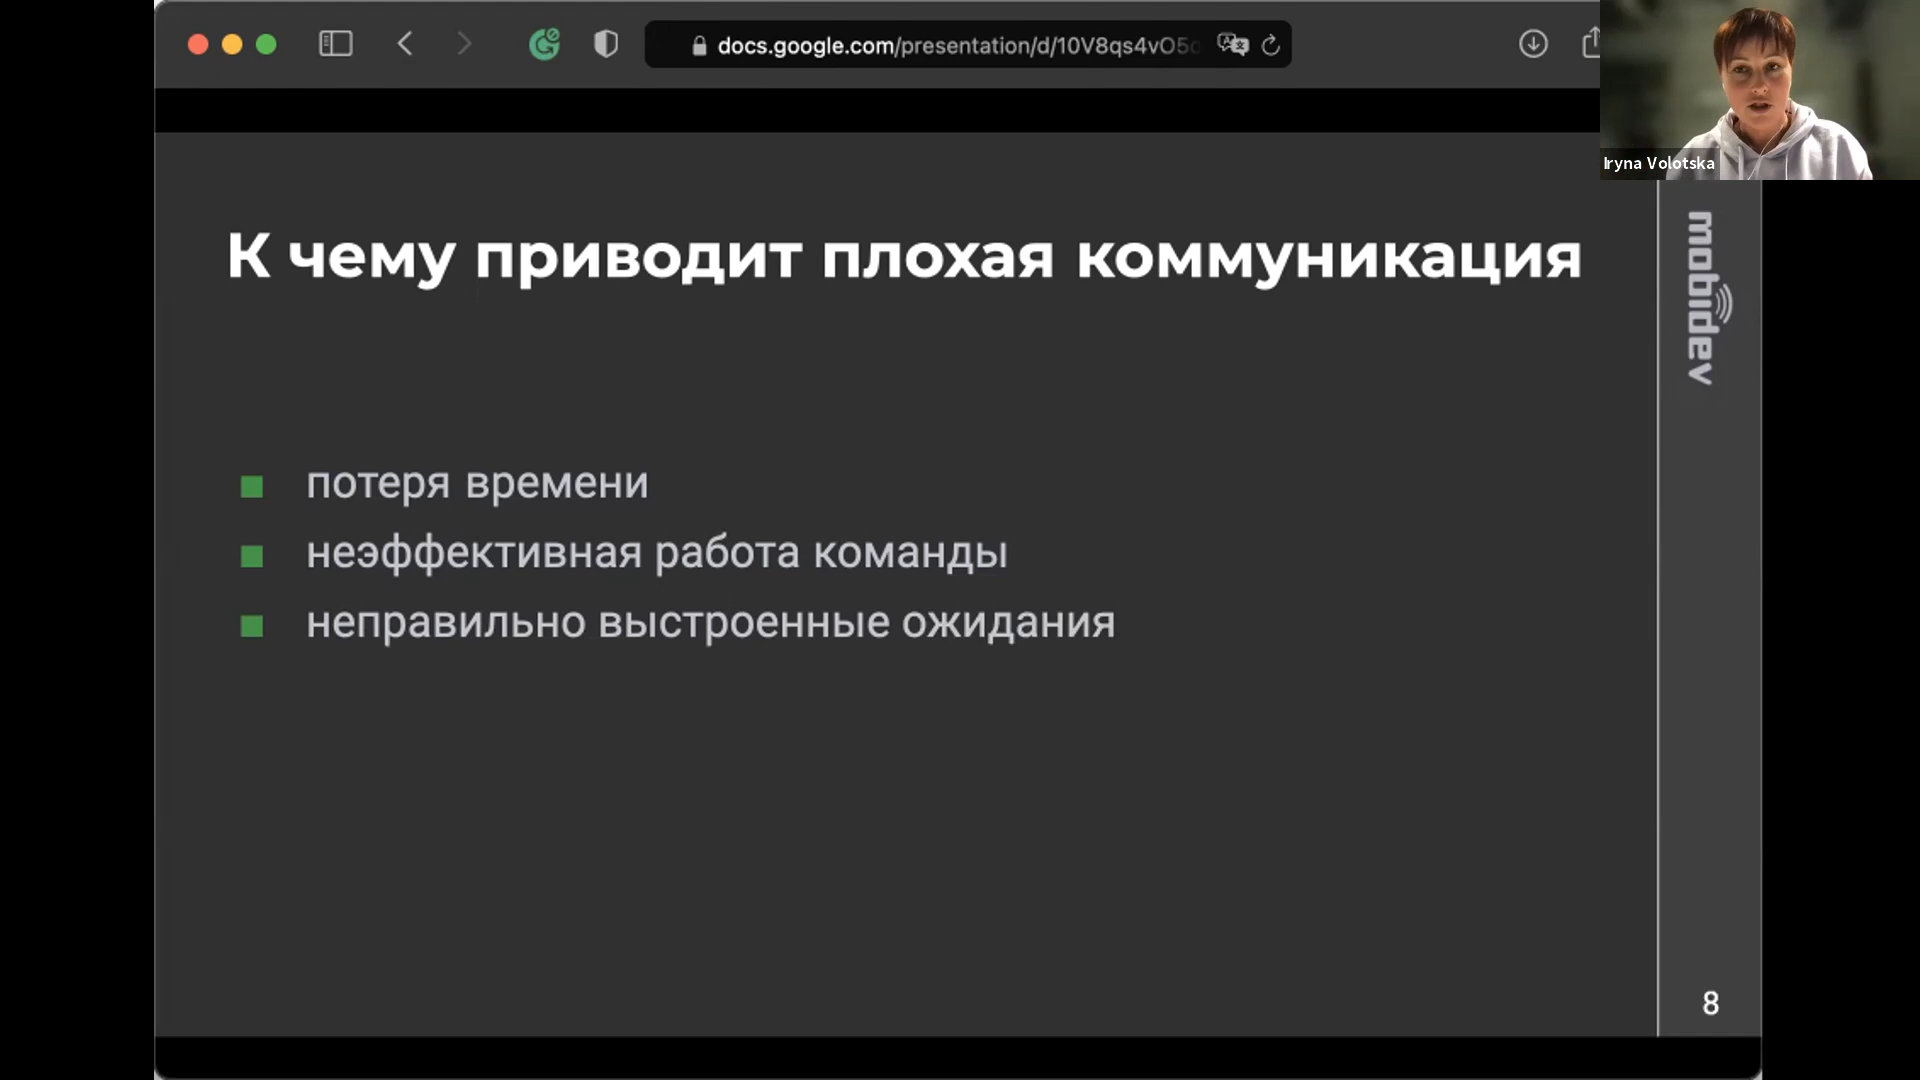 docs.google.com/presentation/d/10V8qs4vO5
Iryna Volotska
К чему приводит плохая коммуникация
mobidev
потеря времени
неэффективная работа команды
неправильно выстроенные ожидания
8